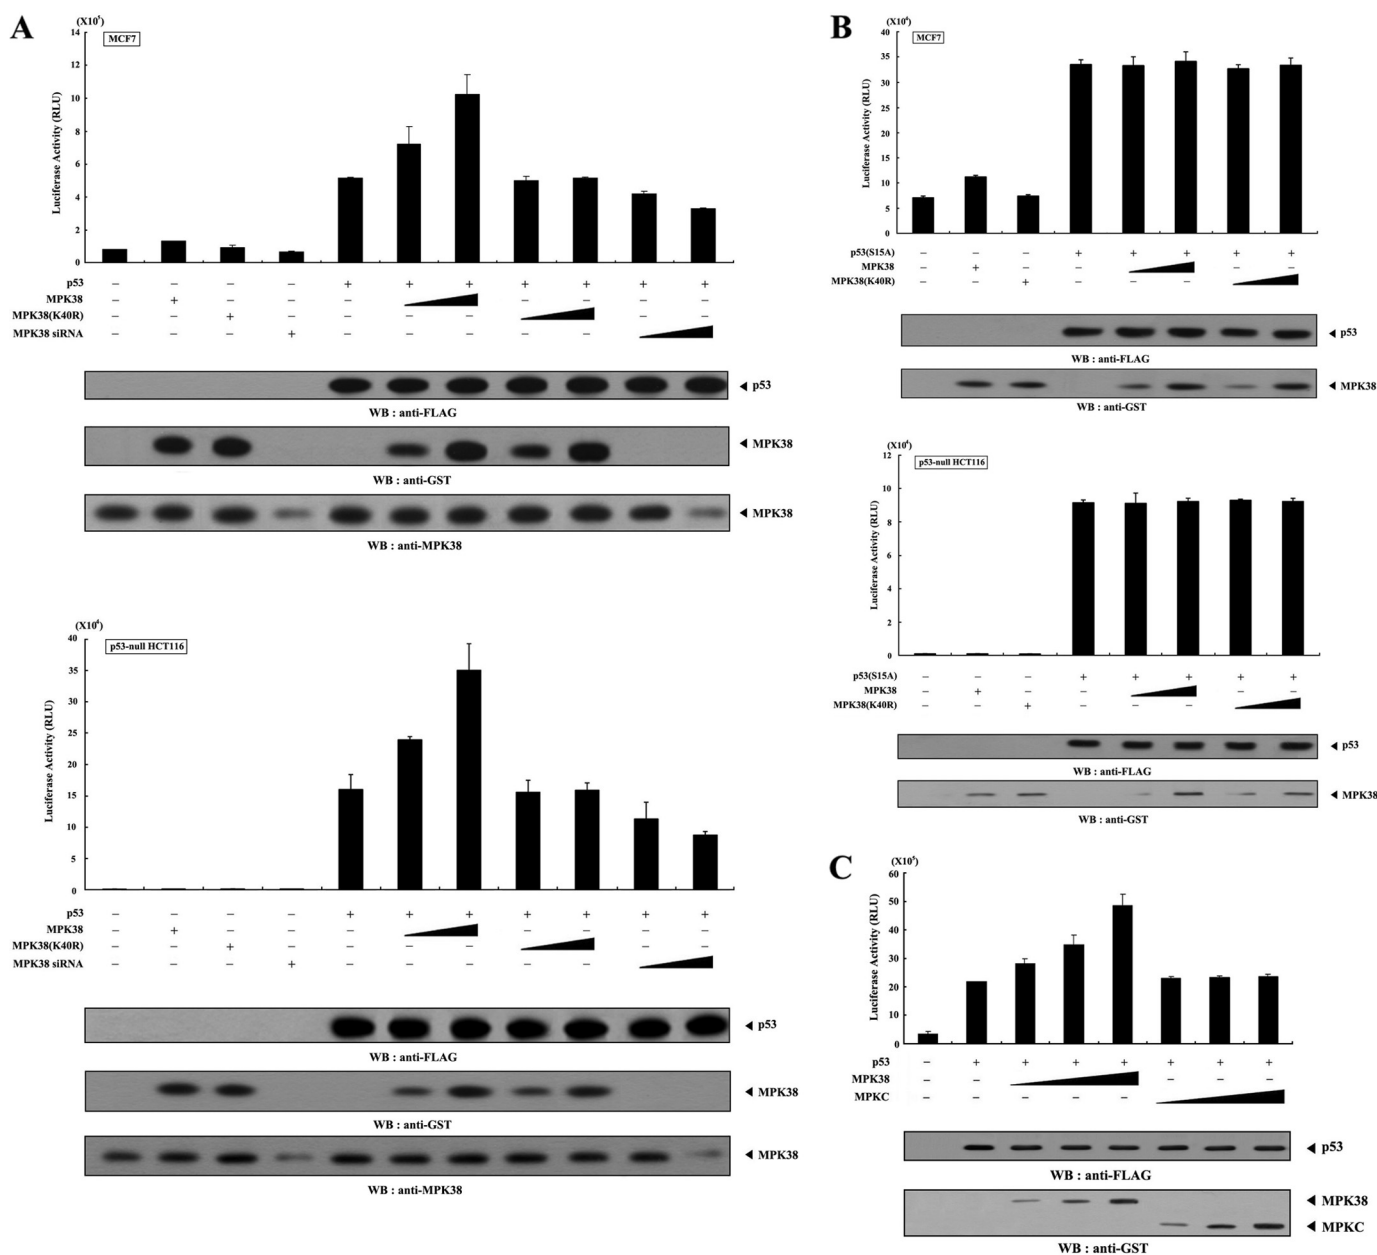 A
(X10⁵)
MCF7
Luciferase Activity (RLU)
14
12
10
8
6
4
2
0
p53 – – – – + + + + + + +
MPK38 – + – – – – – – –
MPK38(K40R) – – + – – – – – –
MPK38 siRNA – – – + – – – – –
p53
WB : anti-FLAG
MPK38
WB : anti-GST
MPK38
WB : anti-MPK38
(X10⁴)
p53-null HCT116
Luciferase Activity (RLU)
40
35
30
25
20
15
10
5
0
p53 – – – – + + + + + + +
MPK38 – + – – – – – – –
MPK38(K40R) – – + – – – – – –
MPK38 siRNA – – – + – – – – –
p53
WB : anti-FLAG
MPK38
WB : anti-GST
MPK38
WB : anti-MPK38
B
(X10⁴)
MCF7
Luciferase Activity (RLU)
40
35
30
25
20
15
10
5
0
p53(S15A) – – – + + + + +
MPK38 – + – – – –
MPK38(K40R) – – + – – –
p53
WB : anti-FLAG
MPK38
WB : anti-GST
(X10⁴)
p53-null HCT116
Luciferase Activity (RLU)
12
10
8
6
4
2
0
p53(S15A) – – – + + + + +
MPK38 – + – – – –
MPK38(K40R) – – + – – –
p53
WB : anti-FLAG
MPK38
WB : anti-GST
C
(X10⁵)
Luciferase Activity (RLU)
60
50
40
30
20
10
0
p53 – + + + + + + +
MPK38 – – – – –
MPKC – – – – –
p53
WB : anti-FLAG
MPK38
MPKC
WB : anti-GST